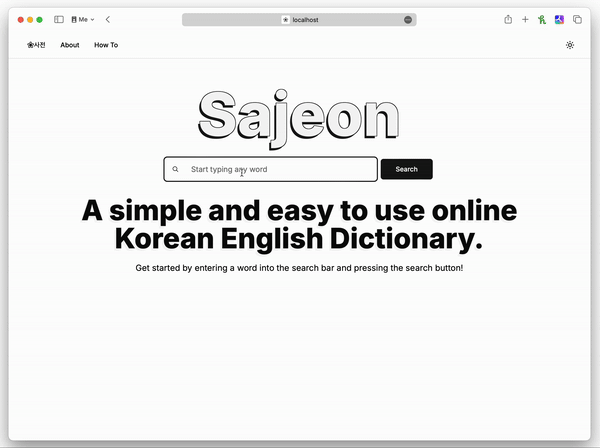 Me
localhost
사전 About How To
Sajeon
Start typing any word
Search
A simple and easy to use online
Korean English Dictionary.
Get started by entering a word into the search bar and pressing the search button!